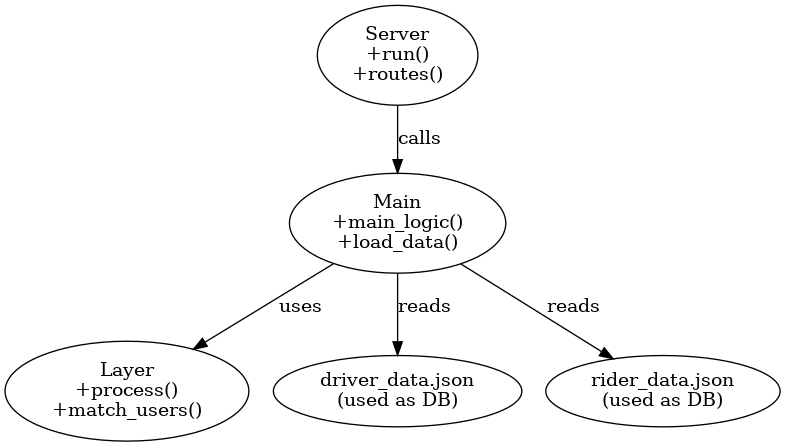 Server
+run()
+routes()
calls
Main
+main_logic()
+load_data()
uses
reads
reads
Layer
+process()
+match_users()
driver_data.json
(used as DB)
rider_data.json
(used as DB)